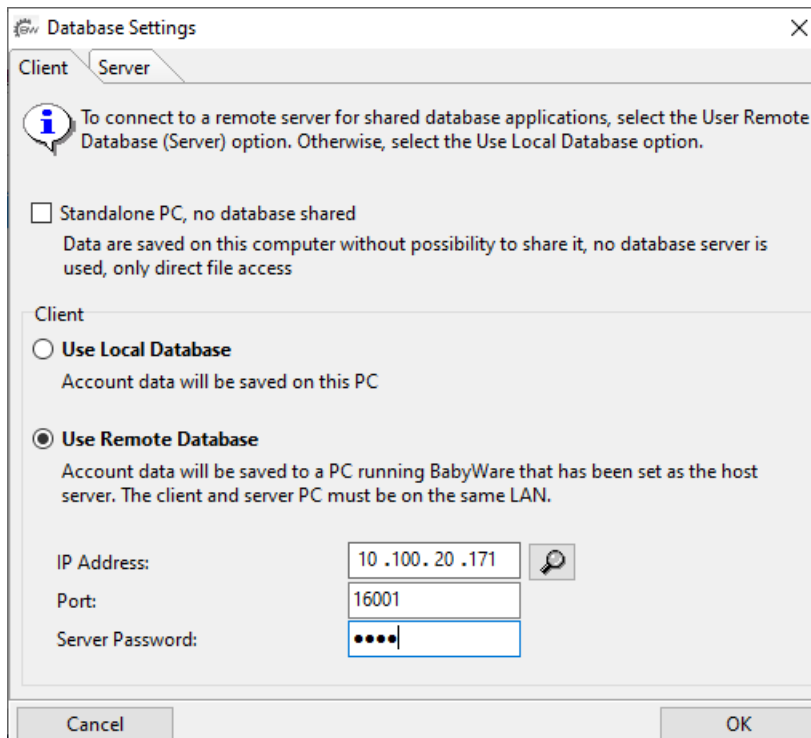 Database Settings
Client Server
To connect to a remote server for shared database applications, select the User Remote
Database (Server) option. Otherwise, select the Use Local Database option.
Standalone PC, no database shared
Data are saved on this computer without possibility to share it, no database server is
used, only direct file access
Client
Use Local Database
Account data will be saved on this PC
Use Remote Database
Account data will be saved to a PC running BabyWare that has been set as the host
server. The client and server PC must be on the same LAN.
IP Address: 10 .100. 20 .171
Port: 16001
Server Password: ●●●●
Cancel OK